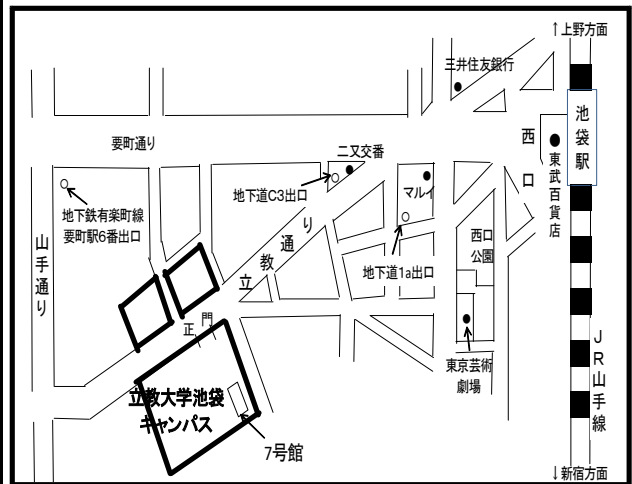 ↑上野方面
三井住友銀行
池袋駅
西口
東武百貨店
要町通り
二又交番
地下道C3出口
マルイ
地下鉄有楽町線
要町駅6番出口
山手通り
立教通り
西口
公園
地下道1a出口
正門
東京芸術
劇場
JR山手線
立教大学池袋
キャンパス
7号館
↓新宿方面